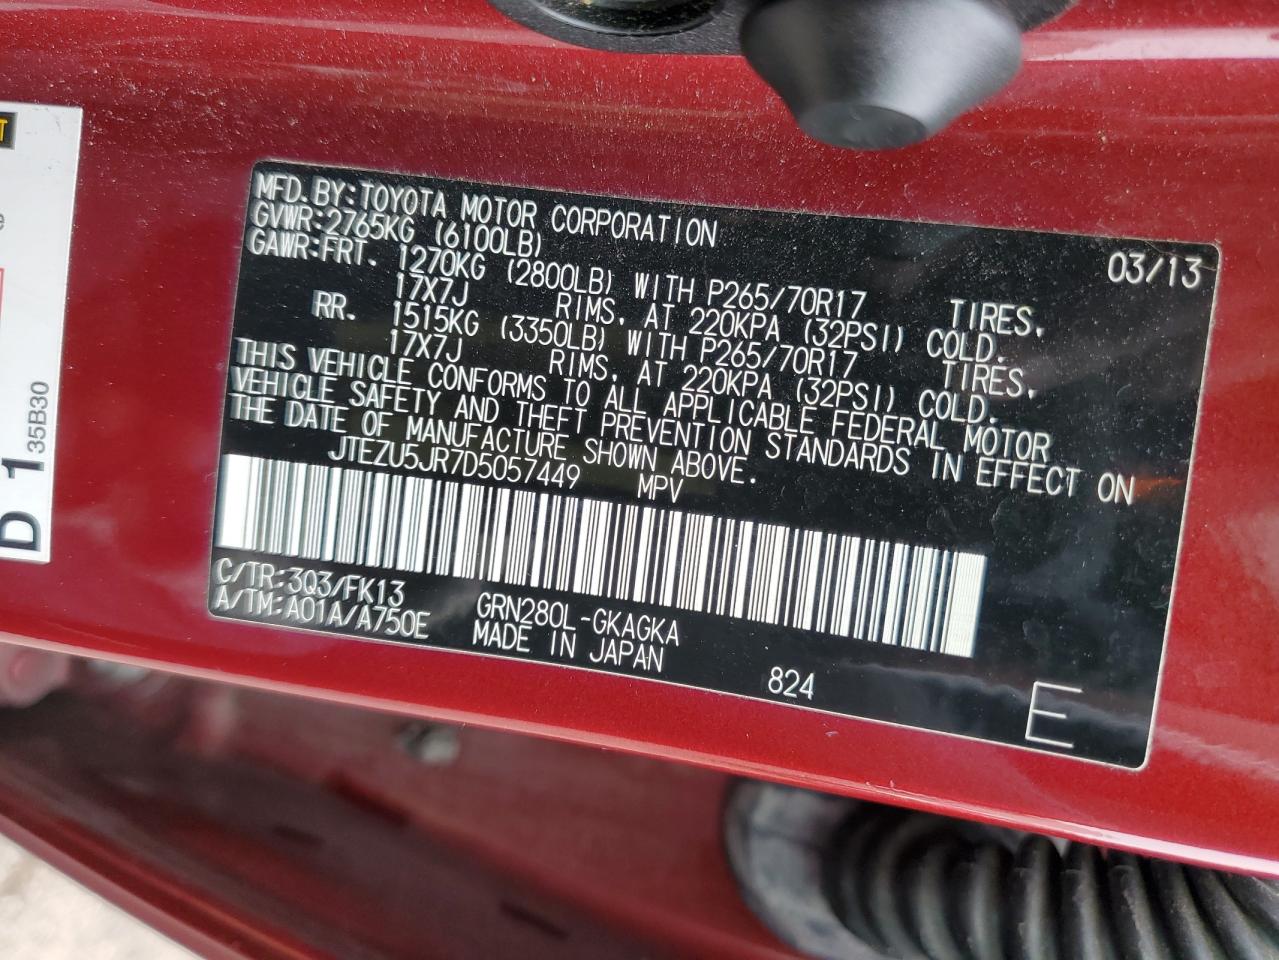 MFD. BY: TOYOTA MOTOR CORPORATION 03/13
GVWR: 2765KG (6100LB)
GAWR: FRT. 1270KG (2800LB) WITH P265/70R17 TIRES,
17X7J RIMS, AT 220KPA (32PSI) COLD.
RR. 1515KG (3350LB) WITH P265/70R17 TIRES,
17X7J RIMS, AT 220KPA (32PSI) COLD.
THIS VEHICLE CONFORMS TO ALL APPLICABLE FEDERAL MOTOR
VEHICLE SAFETY AND THEFT PREVENTION STANDARDS IN EFFECT ON
THE DATE OF MANUFACTURE SHOWN ABOVE.
JTEZU5JR7D5057449 MPV
C/TR: 3Q3/FK13 GRN280L-GKAGKA
A/TM: A01A/A750E MADE IN JAPAN 824
E
D 1 35B30